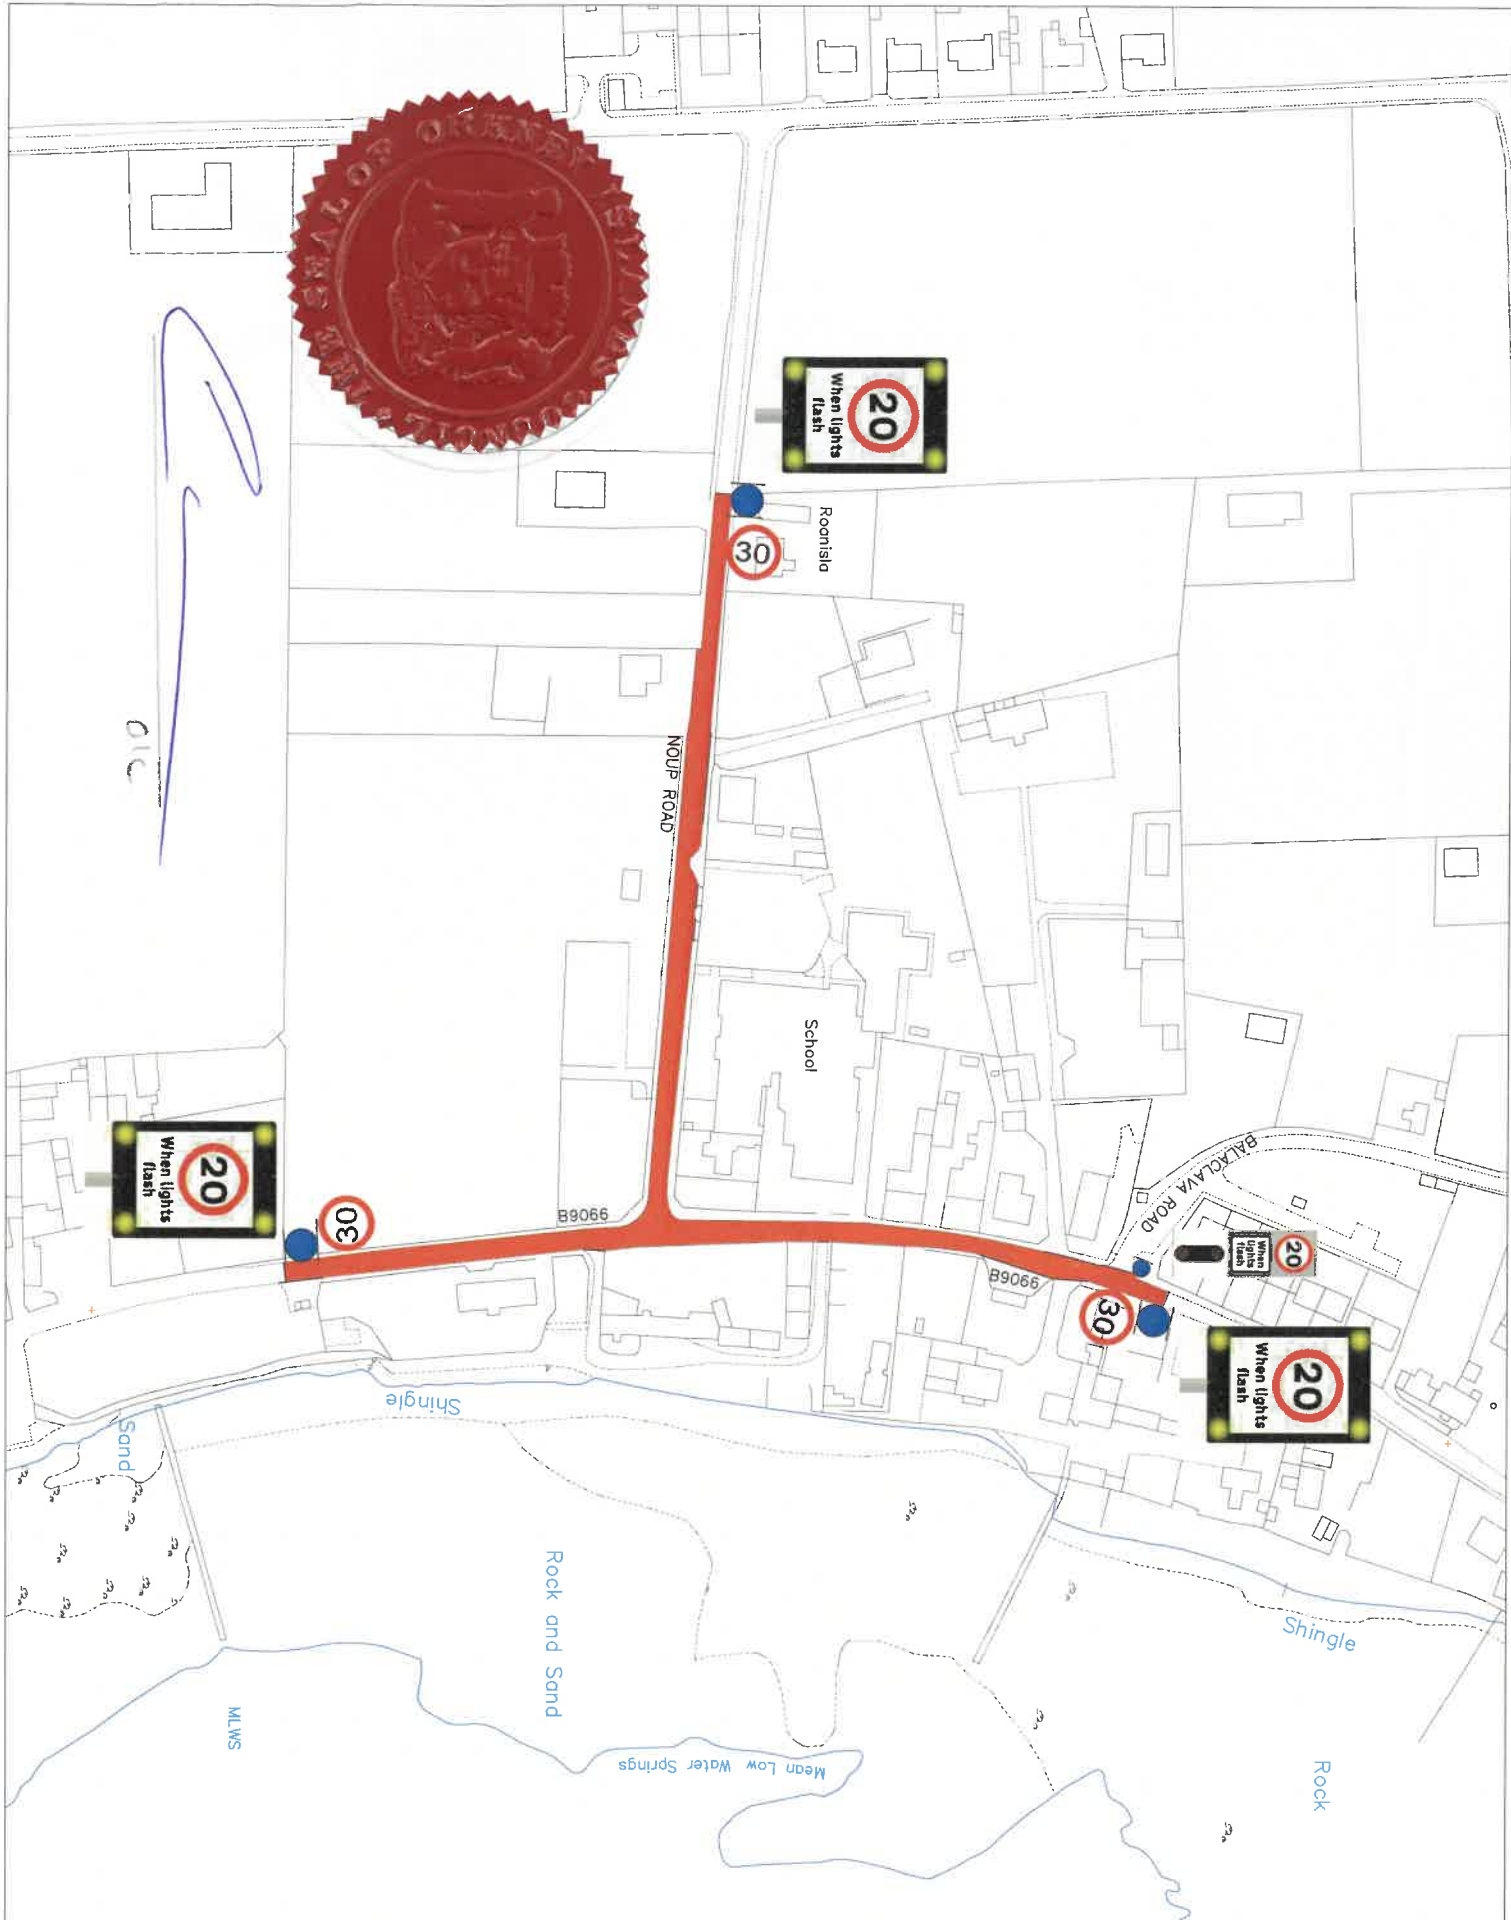 SEAL OF ORKNEY ISLANDS COUNCIL
20
When lights
flash
Roanisla
30
NOUP ROAD
School
BALACLAVA ROAD
B9066
B9066
20
When
lights
flash
30
20
When lights
flash
20
When lights
flash
30
Shingle
Sand
Rock and Sand
Shingle
MLWS
Mean Low Water Springs
Rock